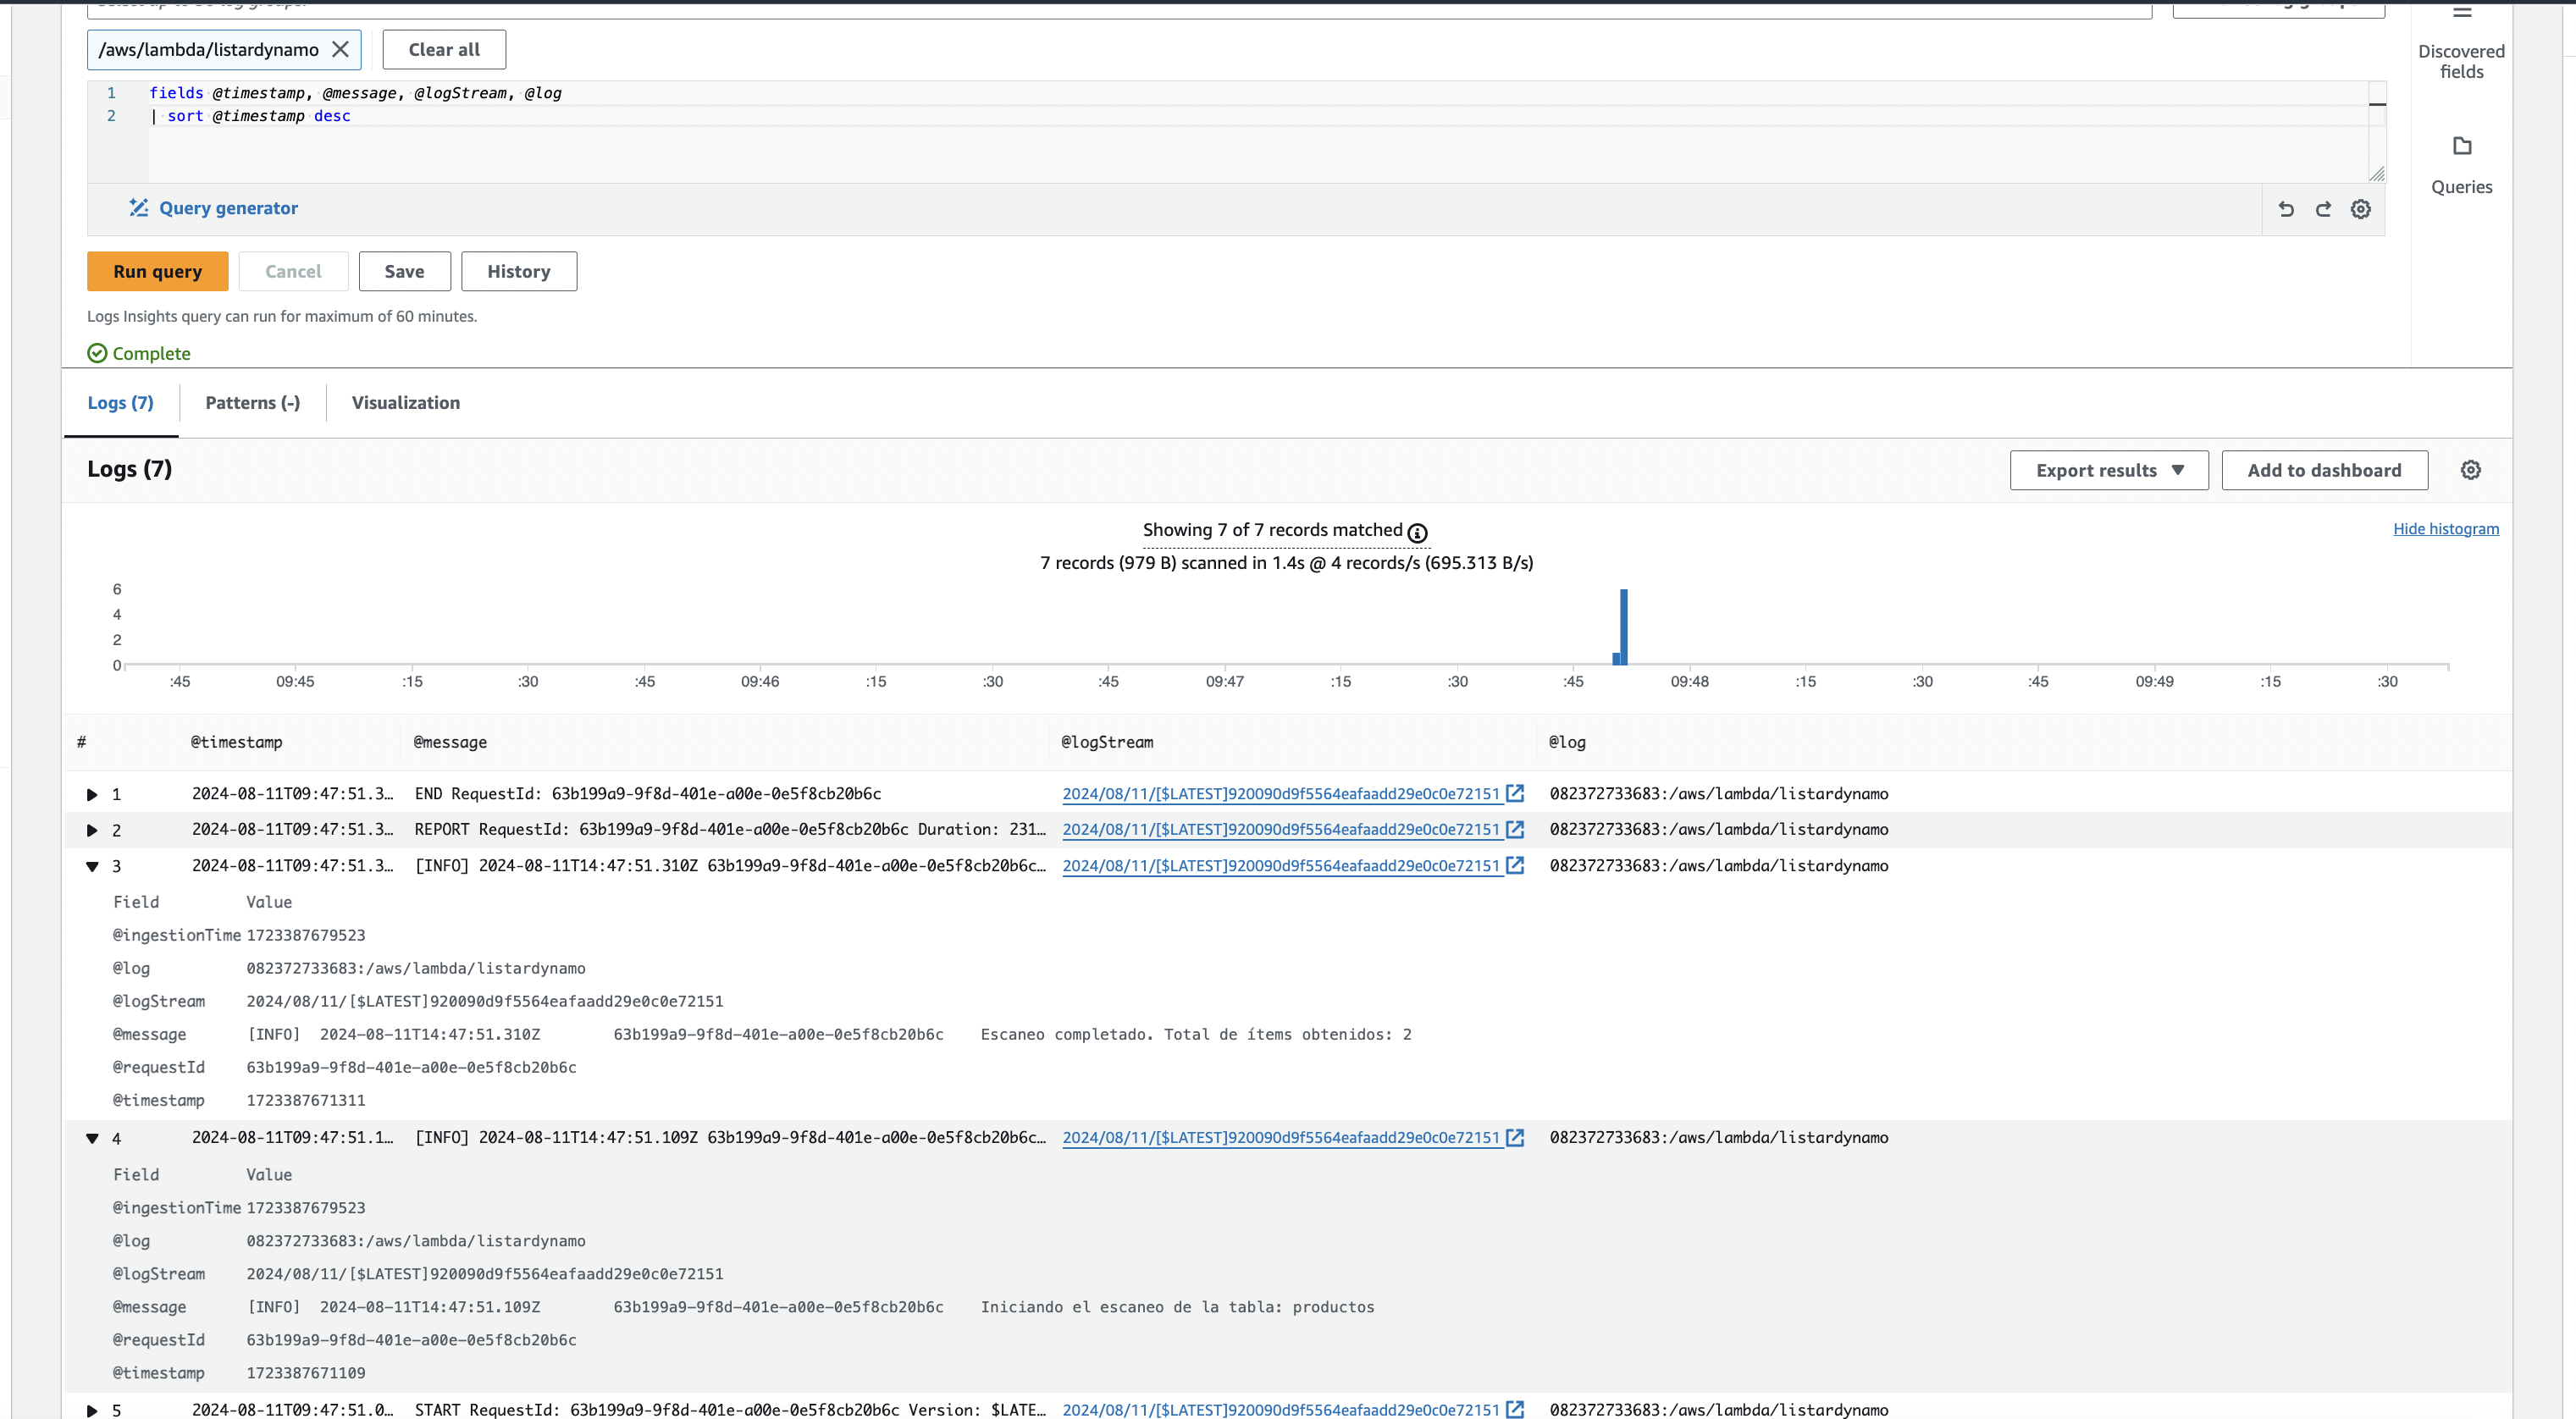 Discovered fields
/aws/lambda/listardynamo
Clear all
1 fields @timestamp, @message, @logStream, @log
2 | sort @timestamp desc
Queries
Query generator
Run query Cancel Save History
Logs Insights query can run for maximum of 60 minutes.
Complete
Logs (7) Patterns (-) Visualization
Logs (7)
Export results Add to dashboard
Showing 7 of 7 records matched
Hide histogram
7 records (979 B) scanned in 1.4s @ 4 records/s (695.313 B/s)
6
4
2
0
:45 09:45 :15 :30 :45 09:46 :15 :30 :45 09:47 :15 :30 :45 09:48 :15 :30 :45 09:49 :15 :30
# @timestamp @message @logStream @log
1 2024-08-11T09:47:51.3… END RequestId: 63b199a9-9f8d-401e-a00e-0e5f8cb20b6c 2024/08/11/[$LATEST]920090d9f5564eafaadd29e0c0e72151 082372733683:/aws/lambda/listardynamo
2 2024-08-11T09:47:51.3… REPORT RequestId: 63b199a9-9f8d-401e-a00e-0e5f8cb20b6c Duration: 231… 2024/08/11/[$LATEST]920090d9f5564eafaadd29e0c0e72151 082372733683:/aws/lambda/listardynamo
3 2024-08-11T09:47:51.3… [INFO] 2024-08-11T14:47:51.310Z 63b199a9-9f8d-401e-a00e-0e5f8cb20b6c… 2024/08/11/[$LATEST]920090d9f5564eafaadd29e0c0e72151 082372733683:/aws/lambda/listardynamo
Field Value
@ingestionTime 1723387679523
@log 082372733683:/aws/lambda/listardynamo
@logStream 2024/08/11/[$LATEST]920090d9f5564eafaadd29e0c0e72151
@message [INFO] 2024-08-11T14:47:51.310Z 63b199a9-9f8d-401e-a00e-0e5f8cb20b6c Escaneo completado. Total de ítems obtenidos: 2
@requestId 63b199a9-9f8d-401e-a00e-0e5f8cb20b6c
@timestamp 1723387671311
4 2024-08-11T09:47:51.1… [INFO] 2024-08-11T14:47:51.109Z 63b199a9-9f8d-401e-a00e-0e5f8cb20b6c… 2024/08/11/[$LATEST]920090d9f5564eafaadd29e0c0e72151 082372733683:/aws/lambda/listardynamo
Field Value
@ingestionTime 1723387679523
@log 082372733683:/aws/lambda/listardynamo
@logStream 2024/08/11/[$LATEST]920090d9f5564eafaadd29e0c0e72151
@message [INFO] 2024-08-11T14:47:51.109Z 63b199a9-9f8d-401e-a00e-0e5f8cb20b6c Iniciando el escaneo de la tabla: productos
@requestId 63b199a9-9f8d-401e-a00e-0e5f8cb20b6c
@timestamp 1723387671109
5 2024-08-11T09:47:51.0… START RequestId: 63b199a9-9f8d-401e-a00e-0e5f8cb20b6c Version: $LATE… 2024/08/11/[$LATEST]920090d9f5564eafaadd29e0c0e72151 082372733683:/aws/lambda/listardynamo